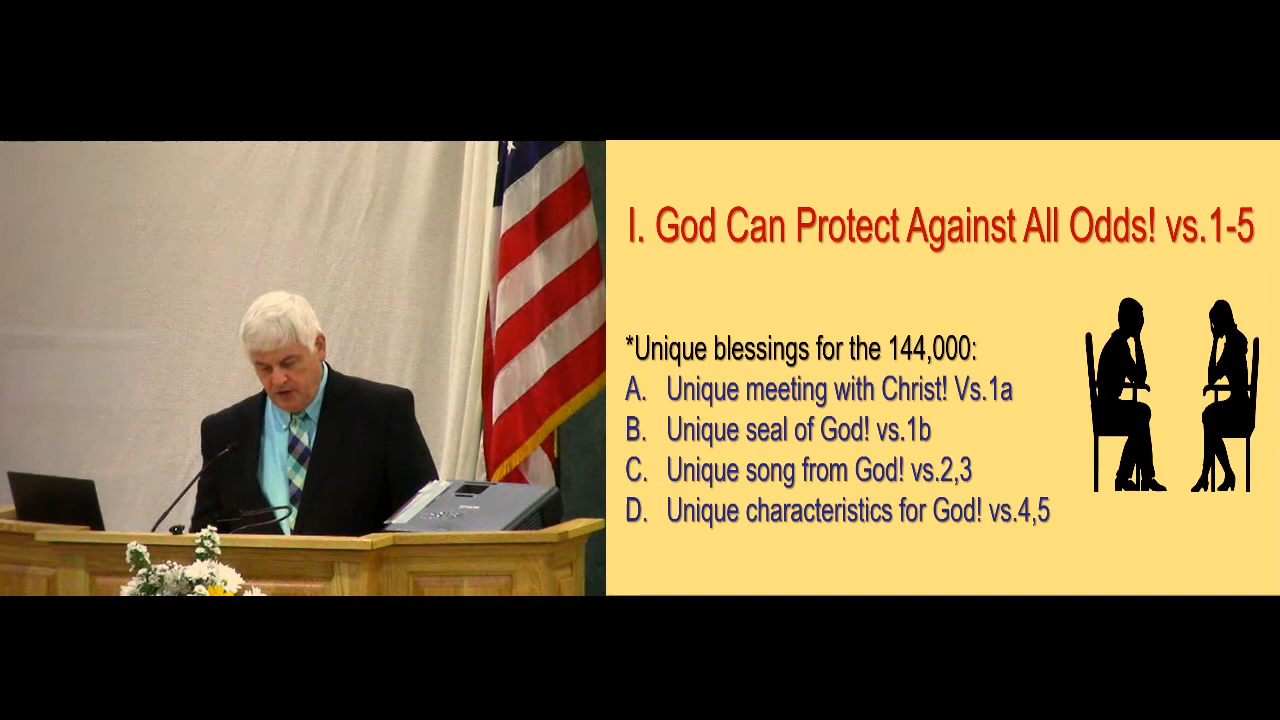 I. God Can Protect Against All Odds! vs.1-5
*Unique blessings for the 144,000:
A. Unique meeting with Christ! Vs.1a
B. Unique seal of God! vs.1b
C. Unique song from God! vs.2,3
D. Unique characteristics for God! vs.4,5